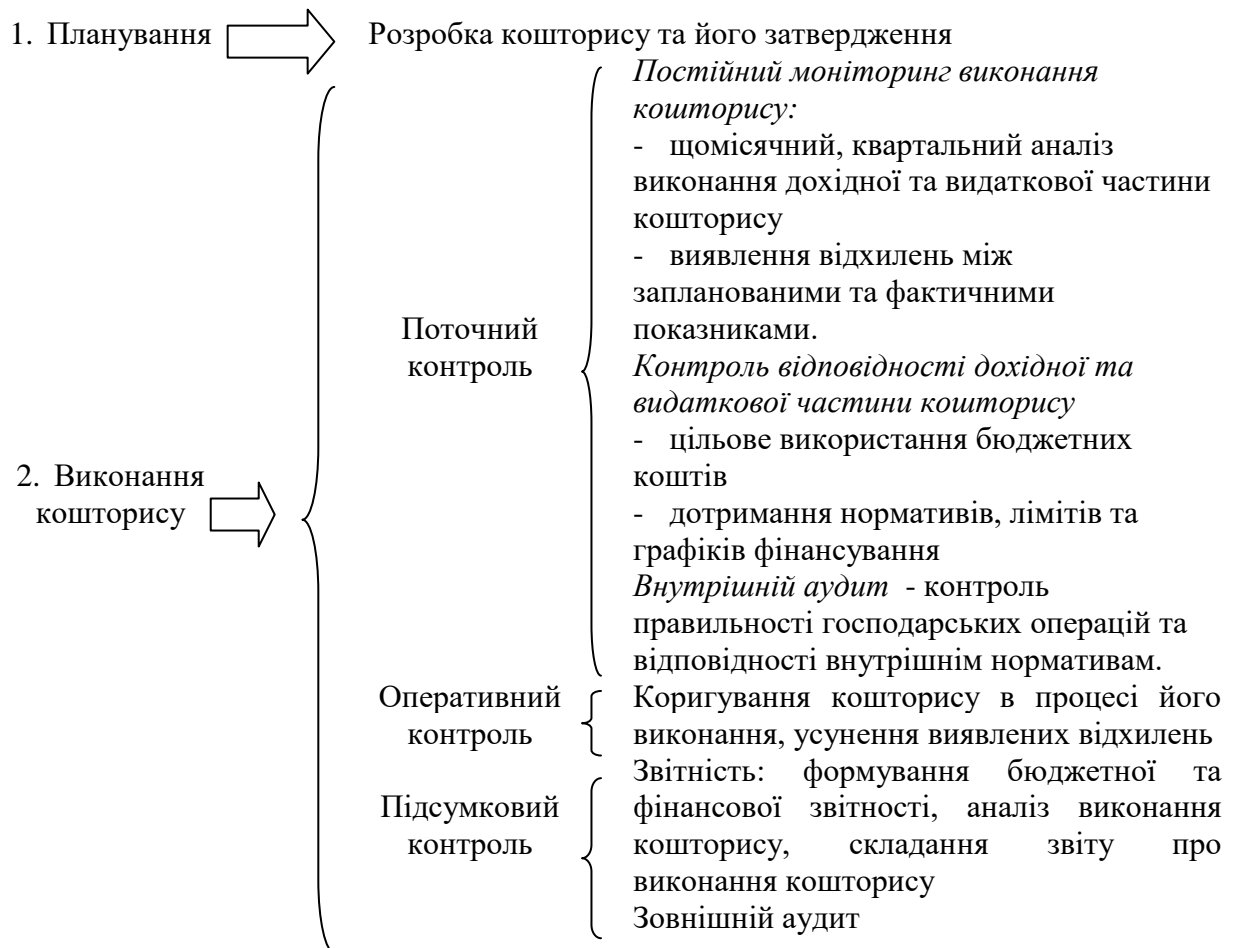 1. Планування
Розробка кошторису та його затвердження
2. Виконання
кошторису
Поточний
контроль
Постійний моніторинг виконання
кошторису:
- щомісячний, квартальний аналіз
виконання дохідної та видаткової частини
кошторису
- виявлення відхилень між
запланованими та фактичними
показниками.
Контроль відповідності дохідної та
видаткової частини кошторису
- цільове використання бюджетних
коштів
- дотримання нормативів, лімітів та
графіків фінансування
Внутрішній аудит - контроль
правильності господарських операцій та
відповідності внутрішнім нормативам.
Оперативний
контроль
Коригування кошторису в процесі його
виконання, усунення виявлених відхилень
Підсумковий
контроль
Звітність: формування бюджетної та
фінансової звітності, аналіз виконання
кошторису, складання звіту про
виконання кошторису
Зовнішній аудит